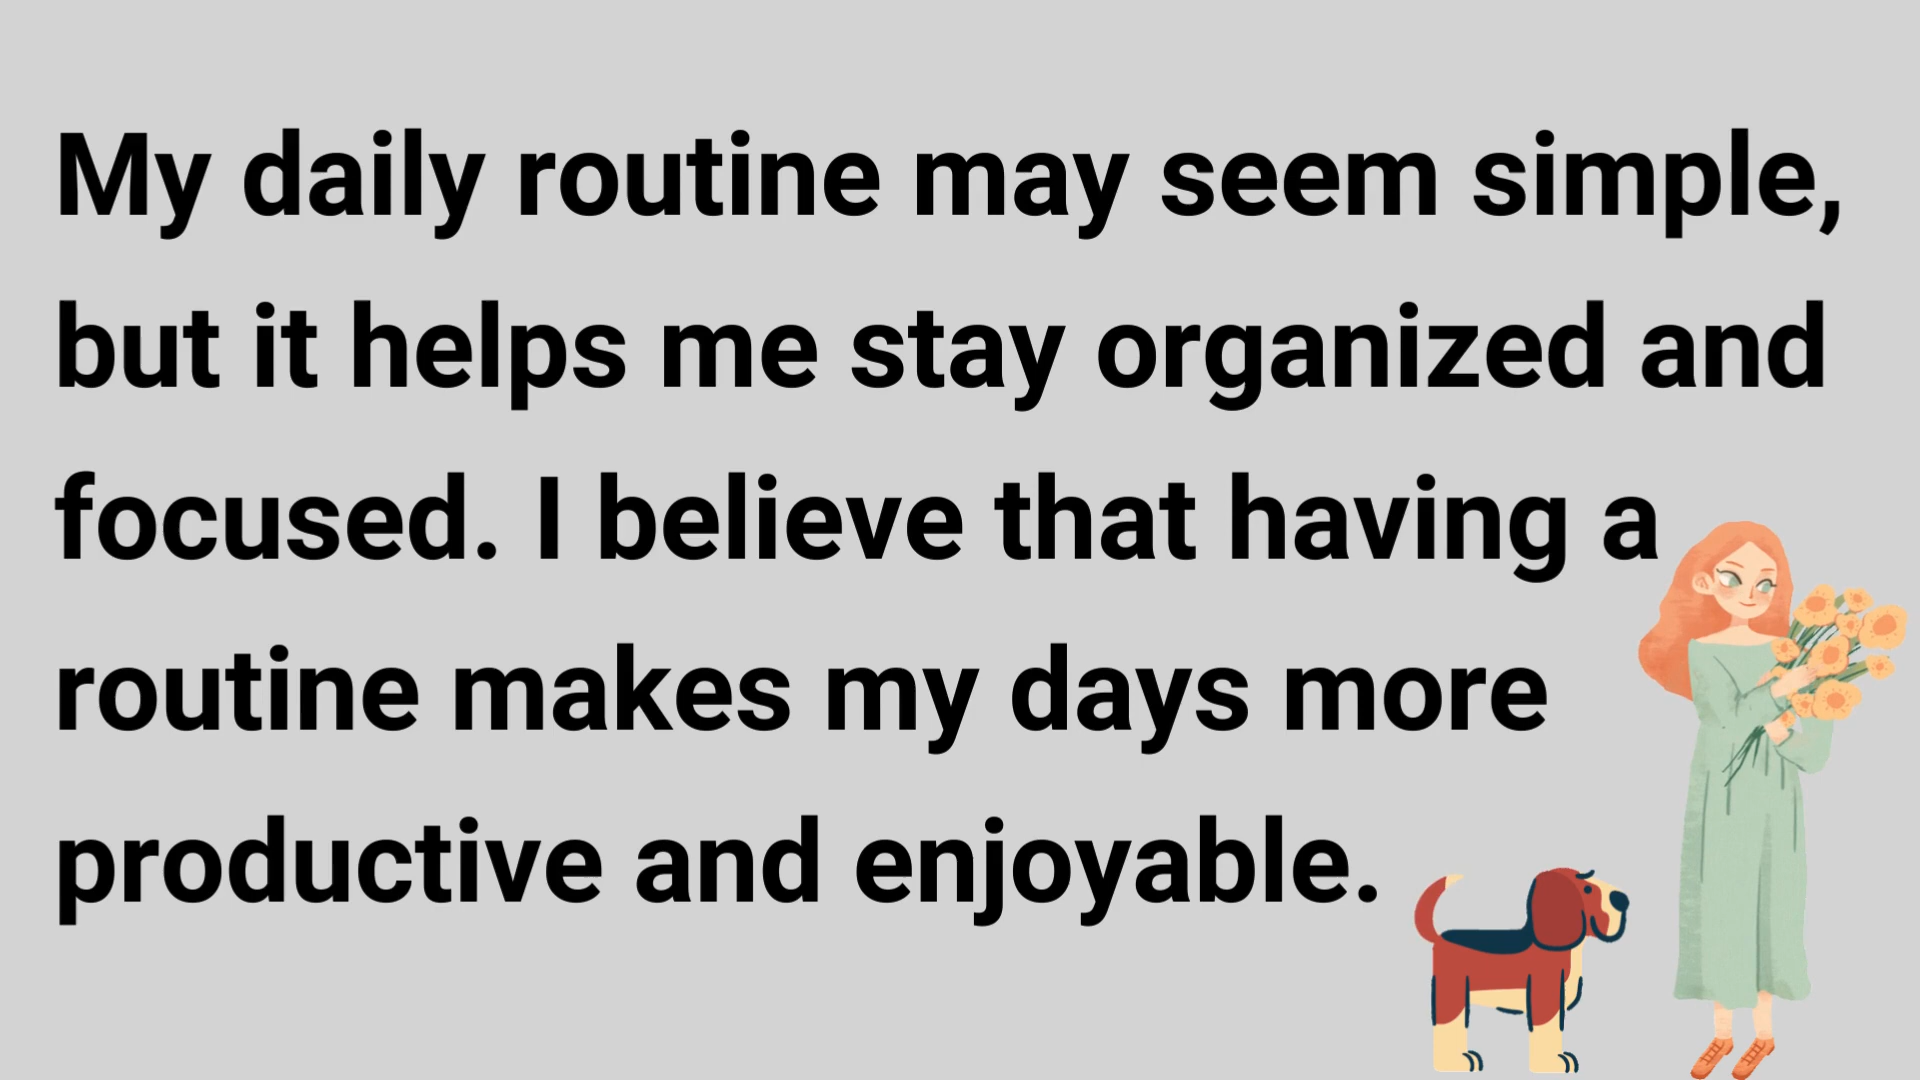 My daily routine may seem simple,
but it helps me stay organized and
focused. I believe that having a
routine makes my days more
productive and enjoyable.